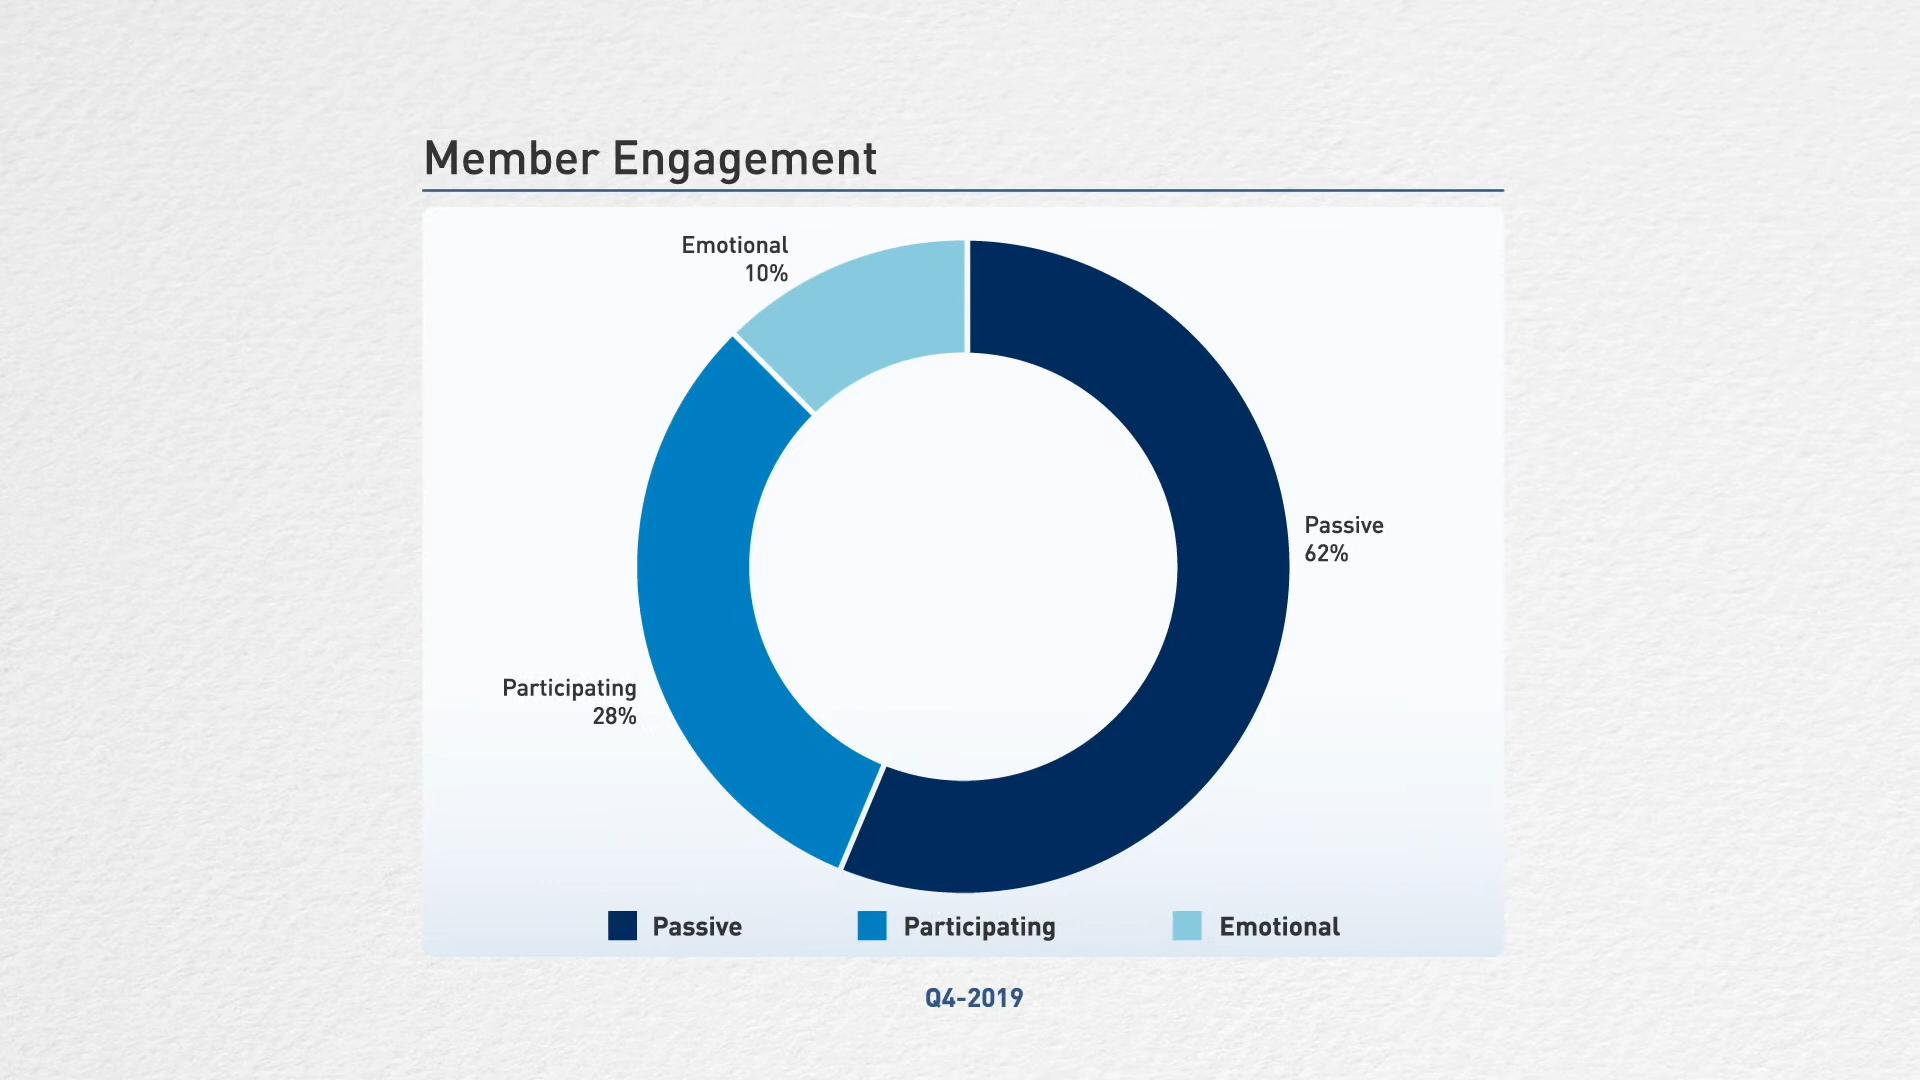 Member Engagement
Emotional
10%
Passive
62%
Participating
28%
Passive
Participating
Emotional
Q4-2019